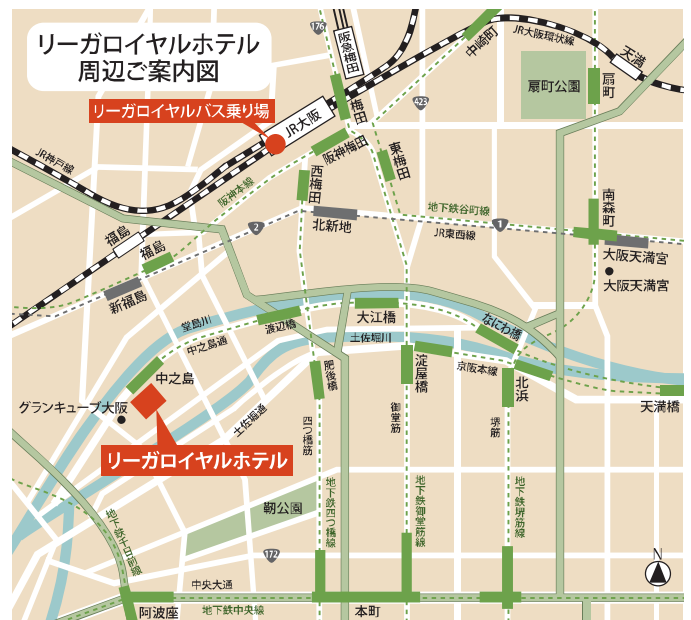 リーガロイヤルホテル
周辺ご案内図
176
阪急梅田
中崎町
JR大阪環状線
天満
扇町
扇町公園
423
リーガロイヤルバス乗り場
JR大阪
梅田
阪神梅田
東梅田
JR神戸線
阪神本線
西梅田
地下鉄谷町線
南森町
福島
福島
2
北新地
1
JR東西線
大阪天満宮
大阪天満宮
新福島
堂島川
渡辺橋
大江橋
なにわ橋
中之島通
土佐堀川
中之島
肥後橋
淀屋橋
京阪本線
北浜
天満橋
グランキューブ大阪
土佐堀通
四つ橋筋
御堂筋
堺筋
リーガロイヤルホテル
地下鉄四つ橋線
地下鉄御堂筋線
地下鉄堺筋線
靭公園
地下鉄千日前線
172
N
中央大通
阿波座
地下鉄中央線
本町